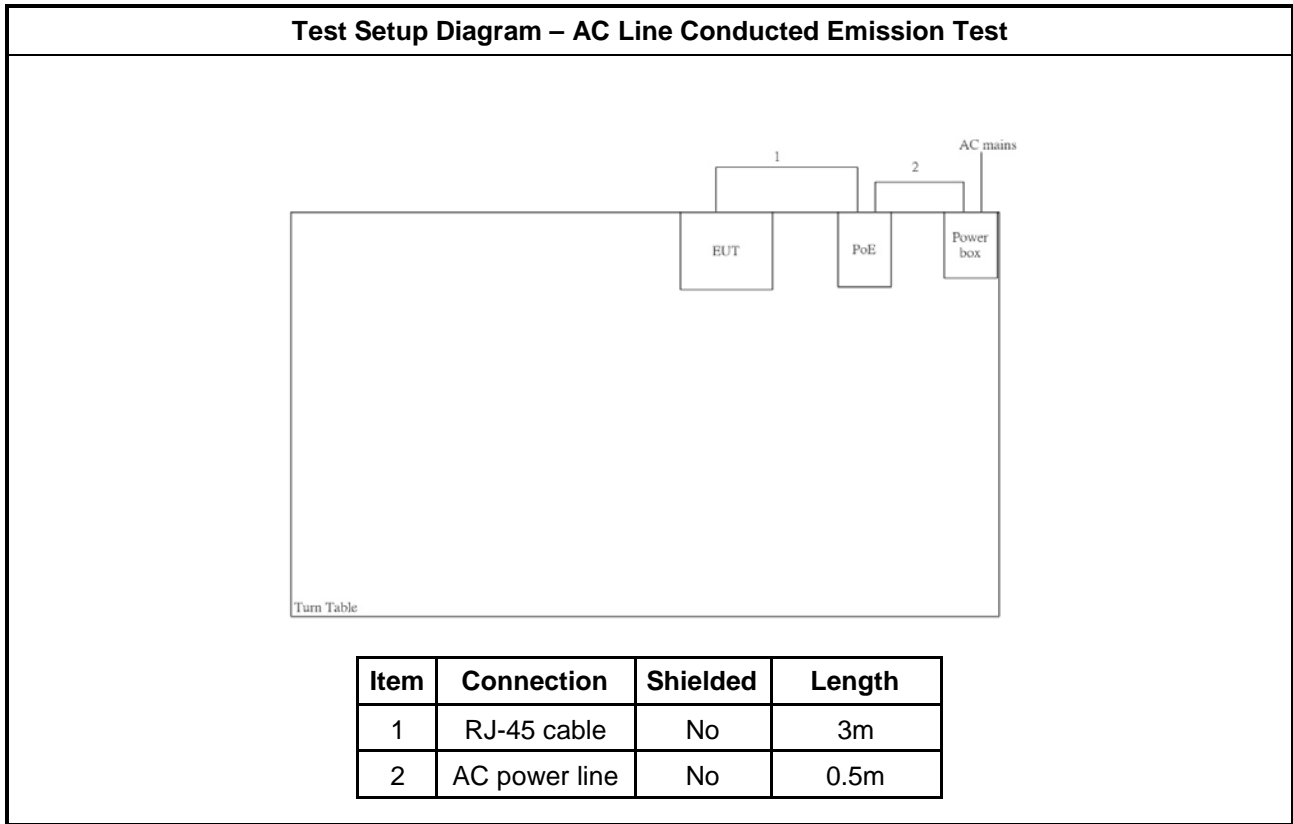 Test Setup Diagram – AC Line Conducted Emission Test
AC mains
1
2
EUT
PoE
Power
box
Turn Table
Item Connection Shielded Length
1 RJ-45 cable No 3m
2 AC power line No 0.5m